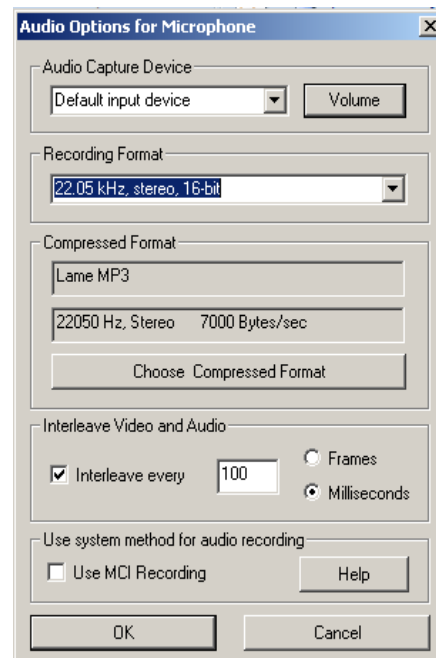 Audio Options for Microphone
Audio Capture Device
Default input device Volume
Recording Format
22.05 kHz, stereo, 16-bit
Compressed Format
Lame MP3
22050 Hz, Stereo 7000 Bytes/sec
Choose Compressed Format
Interleave Video and Audio
Frames
Interleave every 100
Milliseconds
Use system method for audio recording
Use MCI Recording Help
OK Cancel